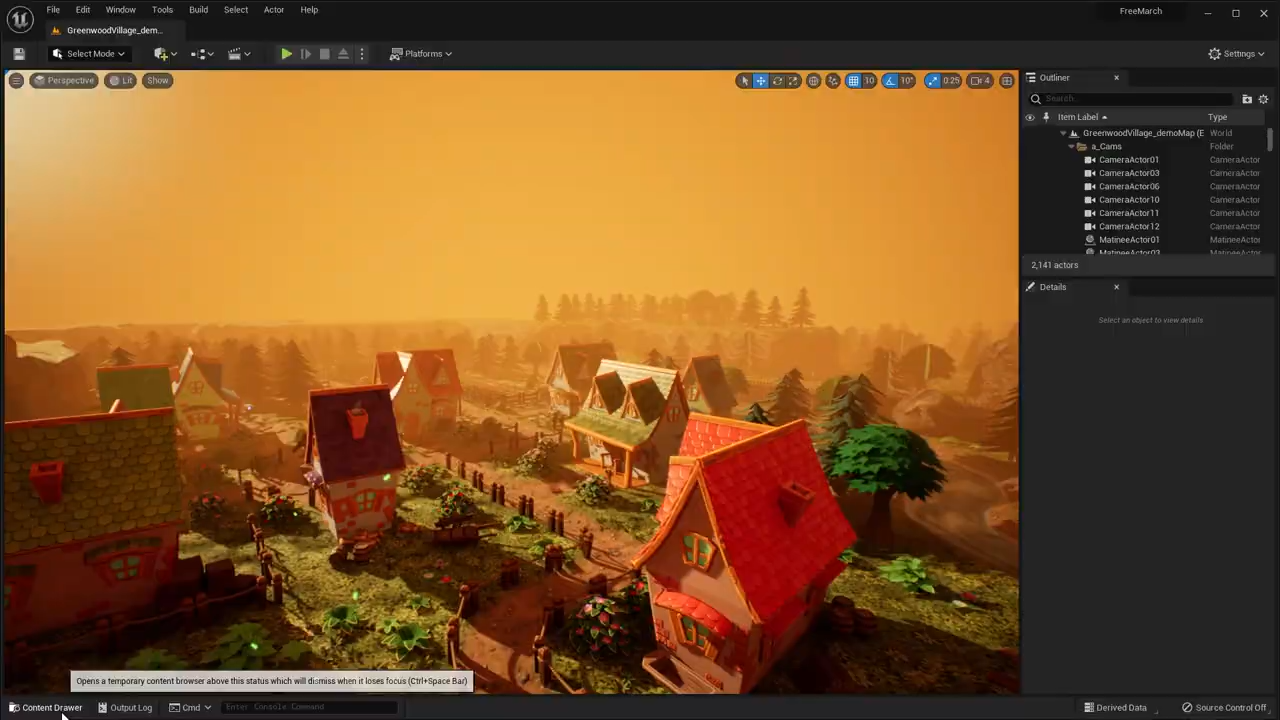 File Edit Window Tools Build Select Actor Help
FreeMarch
GreenwoodVillage_dem...
Select Mode
Platforms
Settings
Perspective Lit Show
10 10° 0.25 4
Outliner
Search...
Item Label Type
GreenwoodVillage_demoMap (E World
a_Cams Folder
CameraActor01 CameraActor
CameraActor03 CameraActor
CameraActor06 CameraActor
CameraActor10 CameraActor
CameraActor11 CameraActor
CameraActor12 CameraActor
MatineeActor01 MatineeActor
MatineeActor03 MatineeActor
2,141 actors
Details
Select an object to view details
Opens a temporary content browser above this status which will dismiss when it loses focus (Ctrl+Space Bar)
Content Drawer Output Log Cmd Enter Console Command Derived Data Source Control Off